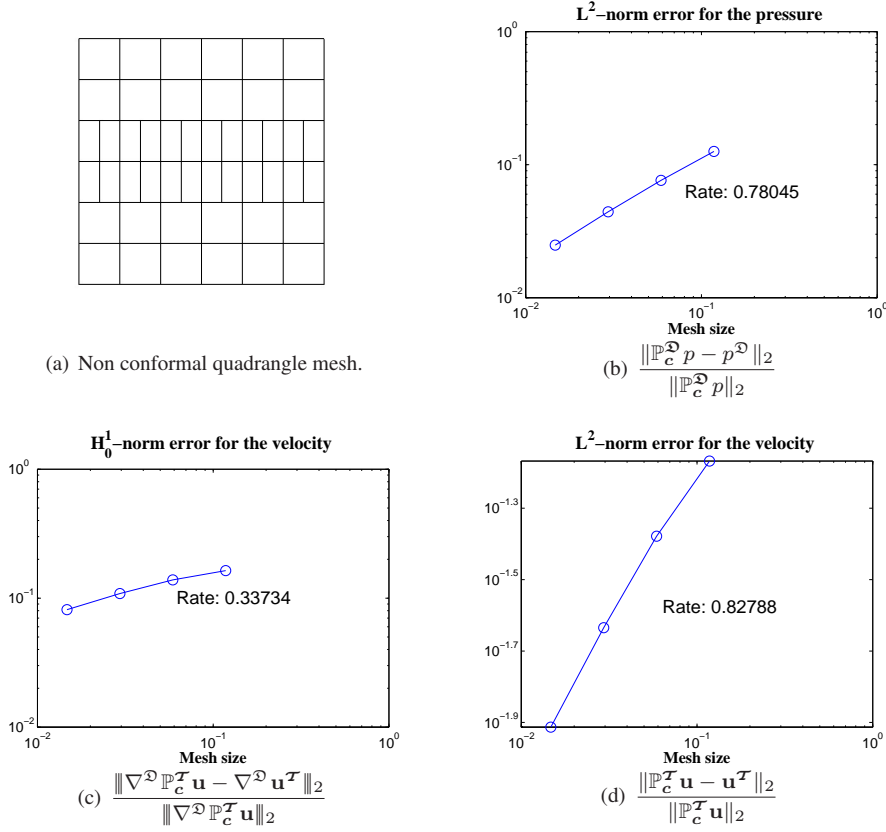 L²–norm error for the pressure
10⁰
10⁻¹
10⁻²
Rate: 0.78045
10⁻²
10⁻¹
10⁰
Mesh size
(a) Non conformal quadrangle mesh.
(b) ‖ℙ_𝒄^𝔇 p − p^𝔇‖₂ / ‖ℙ_𝒄^𝔇 p‖₂
H¹₀–norm error for the velocity
10⁰
10⁻¹
10⁻²
Rate: 0.33734
10⁻²
10⁻¹
10⁰
Mesh size
(c) |||∇^𝔇 ℙ_𝒄^𝓣 𝐮 − ∇^𝔇 𝐮^𝓣|||₂ / |||∇^𝔇 ℙ_𝒄^𝓣 𝐮|||₂
L²–norm error for the velocity
10⁻¹·³
10⁻¹·⁵
10⁻¹·⁷
10⁻¹·⁹
Rate: 0.82788
10⁻²
10⁻¹
10⁰
Mesh size
(d) ‖ℙ_𝒄^𝓣 𝐮 − 𝐮^𝓣‖₂ / ‖ℙ_𝒄^𝓣 𝐮‖₂